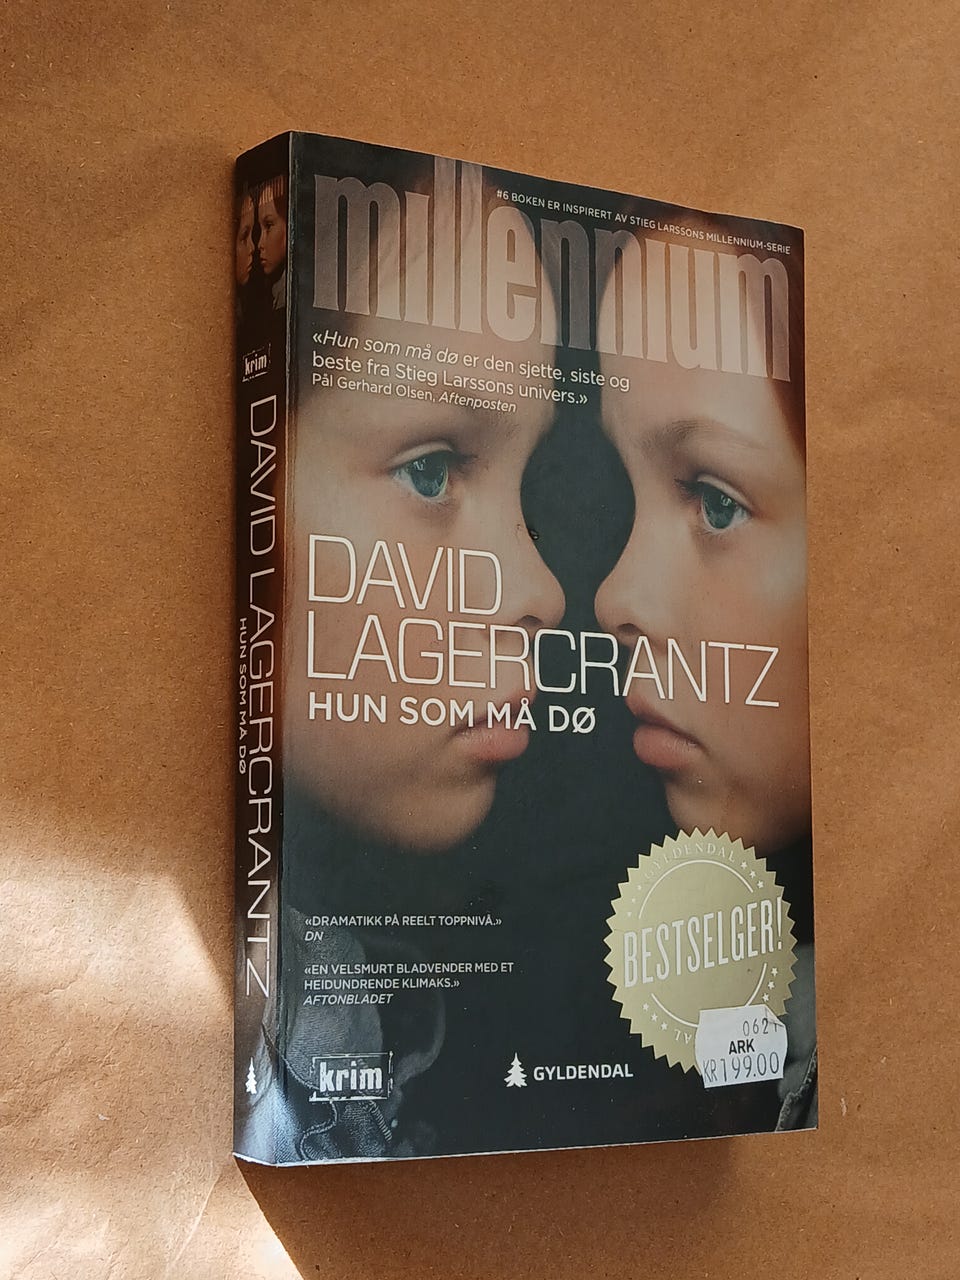 #6 BOKEN ER INSPIRERT AV STIEG LARSSONS MILLENNIUM-SERIE
millennium
«Hun som må dø er den sjette, siste og
beste fra Stieg Larssons univers.»
Pål Gerhard Olsen, Aftenposten
DAVID
LAGERCRANTZ
HUN SOM MÅ DØ
«DRAMATIKK PÅ REELT TOPPNIVÅ.»
DN
«EN VELSMURT BLADVENDER MED ET
HEIDUNDRENDE KLIMAKS.»
AFTONBLADET
krim
GYLDENDAL
GYLDENDAL
BESTSELGER!
ARK
KR199.00
krim
DAVID LAGERCRANTZ
HUN SOM MÅ DØ